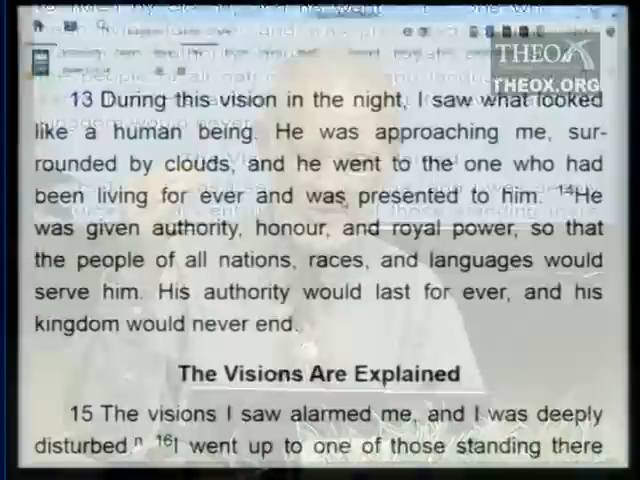 THEOX
THEOX.ORG
13 During this vision in the night, I saw what looked
like a human being. He was approaching me, sur-
rounded by clouds, and he went to the one who had
been living for ever and was presented to him. 14He
was given authority, honour, and royal power, so that
the people of all nations, races, and languages would
serve him. His authority would last for ever, and his
kingdom would never end.
The Visions Are Explained
15 The visions I saw alarmed me, and I was deeply
disturbed.n 16I went up to one of those standing there